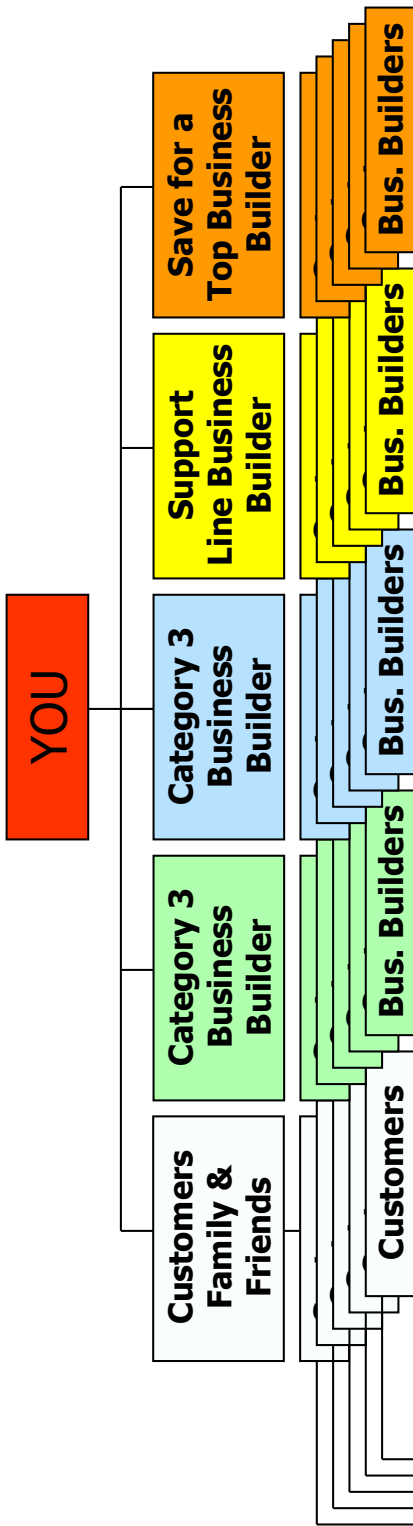 YOU
Customers
Family &
Friends
Category 3
Business
Builder
Category 3
Business
Builder
Support
Line Business
Builder
Save for a
Top Business
Builder
Customers
Bus. Builders
Bus. Builders
Bus. Builders
Bus. Builders